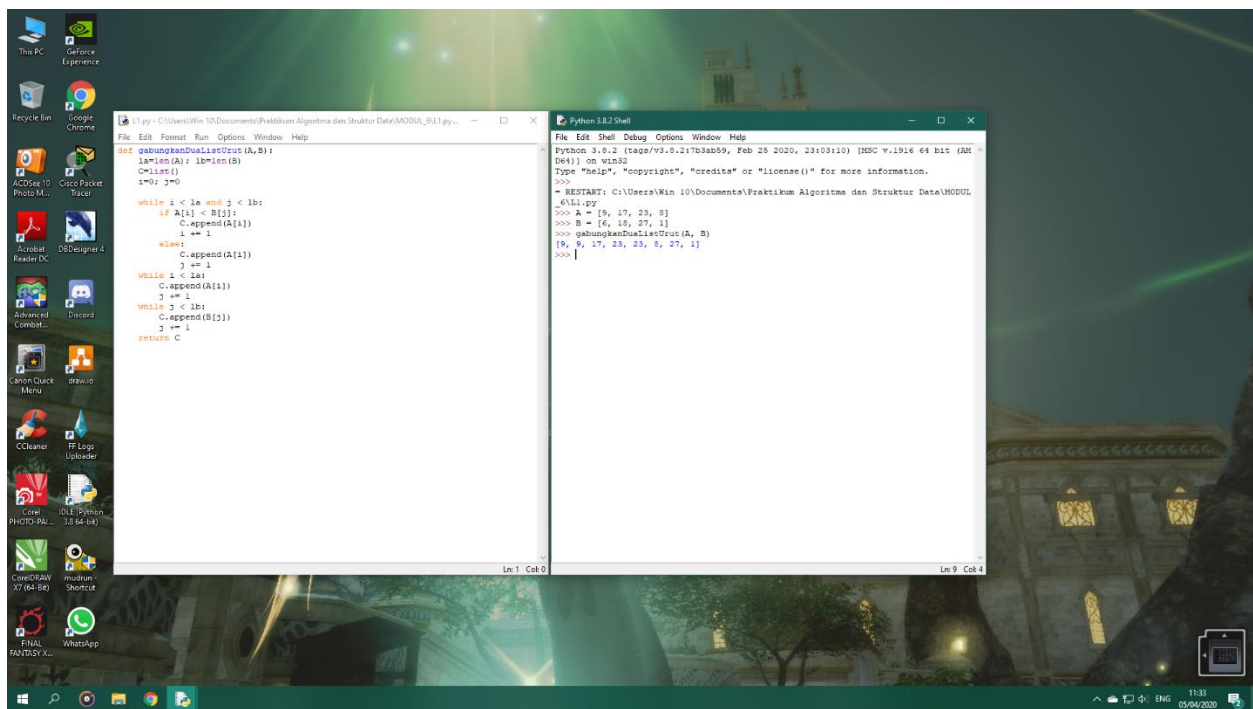 This PC
GeForce
Experience
Recycle Bin
Google
Chrome
ACDSee 10
Photo M...
Cisco Packet
Tracer
Acrobat
Reader DC
DBDesigner 4
Advanced
Combat...
Discord
Canon Quick
Menu
draw.io
CCleaner
FF Logs
Uploader
Corel
PHOTO-PAI...
IDLE (Python
3.8 64-bit)
CorelDRAW
X7 (64-Bit)
mudrun -
Shortcut
FINAL
FANTASY X...
WhatsApp
L1.py - C:\Users\Win 10\Documents\Praktikum Algoritma dan Struktur Data\MODUL_6\L1.py...
File Edit Format Run Options Window Help
def gabungkanDuaListUrut(A,B):
    la=len(A); lb=len(B)
    C=list()
    i=0; j=0
    while i < la and j < lb:
        if A[i] < B[j]:
            C.append(A[i])
            i += 1
        else:
            C.append(A[i])
            j += 1
    while i < la:
        C.append(A[i])
        j += 1
    while j < lb:
        C.append(B[j])
        j += 1
    return C
Ln: 1 Col: 0
Python 3.8.2 Shell
File Edit Shell Debug Options Window Help
Python 3.8.2 (tags/v3.8.2:7b3ab59, Feb 25 2020, 23:03:10) [MSC v.1916 64 bit (AM
D64)] on win32
Type "help", "copyright", "credits" or "license()" for more information.
>>>
= RESTART: C:\Users\Win 10\Documents\Praktikum Algoritma dan Struktur Data\MODUL
_6\L1.py
>>> A = [9, 17, 23, 8]
>>> B = [6, 18, 27, 1]
>>> gabungkanDuaListUrut(A, B)
[9, 9, 17, 23, 23, 8, 27, 1]
>>>
Ln: 9 Col: 4
ENG
11:33
05/04/2020